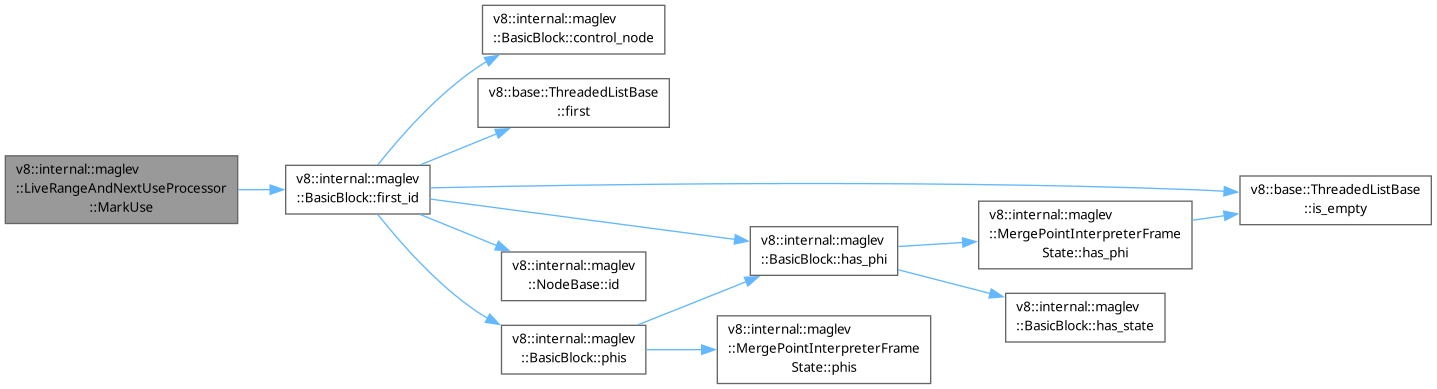 v8::internal::maglev
::BasicBlock::control_node
v8::base::ThreadedListBase
::first
v8::internal::maglev
::LiveRangeAndNextUseProcessor
::MarkUse
v8::internal::maglev
::BasicBlock::first_id
v8::base::ThreadedListBase
::is_empty
v8::internal::maglev
::MergePointInterpreterFrame
State::has_phi
v8::internal::maglev
::BasicBlock::has_phi
v8::internal::maglev
::NodeBase::id
v8::internal::maglev
::BasicBlock::has_state
v8::internal::maglev
::BasicBlock::phis
v8::internal::maglev
::MergePointInterpreterFrame
State::phis